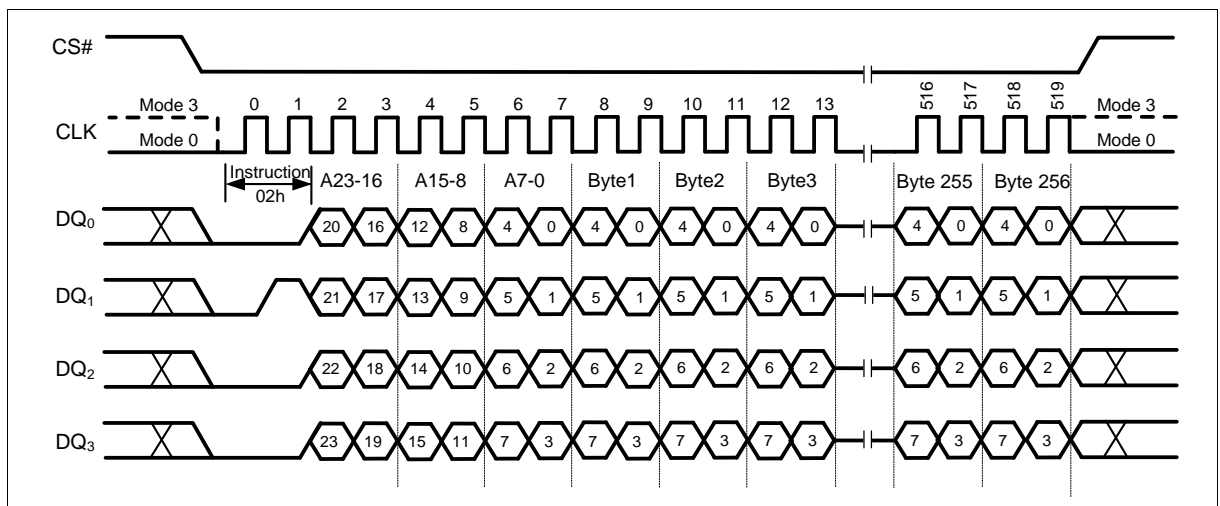 CS#
Mode 3 0 1 2 3 4 5 6 7 8 9 10 11 12 13 516 517 518 519 Mode 3
CLK
Mode 0 Mode 0
Instruction A23-16 A15-8 A7-0 Byte1 Byte2 Byte3 Byte 255 Byte 256
02h
DQ0 20 16 12 8 4 0 4 0 4 0 4 0 4 0 4 0
DQ1 21 17 13 9 5 1 5 1 5 1 5 1 5 1 5 1
DQ2 22 18 14 10 6 2 6 2 6 2 6 2 6 2 6 2
DQ3 23 19 15 11 7 3 7 3 7 3 7 3 7 3 7 3